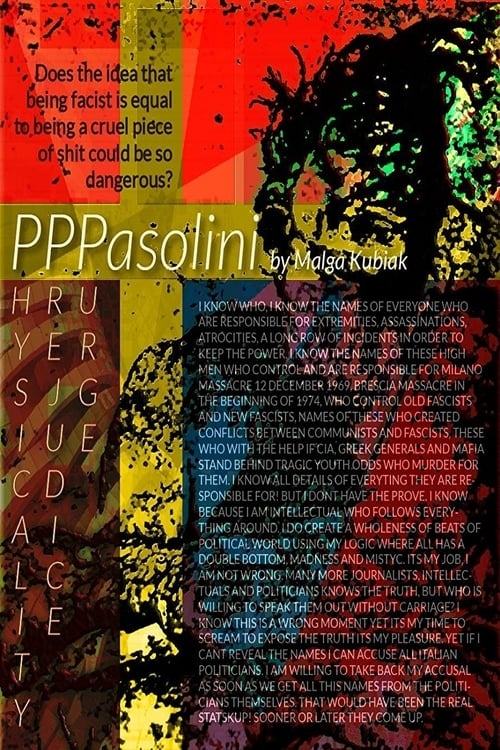 Does the idea that
being facist is equal
to being a cruel piece
of shit could be so
dangerous?
PPPasolini by Malga Kubiak
HYSICALITY
REJUDICE
URGE
I KNOW WHO, I KNOW THE NAMES OF EVERYONE WHO
ARE RESPONSIBLE FOR EXTREMITIES, ASSASSINATIONS,
ATROCITIES, A LONG ROW OF INCIDENTS IN ORDER TO
KEEP THE POWER, I KNOW THE NAMES OF THESE HIGH
MEN WHO CONTROL AND ARE RESPONSIBLE FOR MILANO
MASSACRE 12 DECEMBER 1969, BRESCIA MASSACRE IN
THE BEGINNING OF 1974, WHO CONTROL OLD FASCISTS
AND NEW FASCISTS, NAMES OF THESE WHO CREATED
CONFLICTS BETWEEN COMMUNISTS AND FASCISTS, THESE
WHO WITH THE HELP IF CIA, GREEK GENERALS AND MAFIA
STAND BEHIND TRAGIC YOUTH ODDS WHO MURDER FOR
THEM. I KNOW ALL DETAILS OF EVERYTING THEY ARE RE-
SPONSIBLE FOR! BUT I DONT HAVE THE PROVE. I KNOW
BECAUSE I AM INTELLECTUAL WHO FOLLOWS EVERY-
THING AROUND. I DO CREATE A WHOLENESS OF BEATS OF
POLITICAL WORLD USING MY LOGIC WHERE ALL HAS A
DOUBLE BOTTOM, MADNESS AND MISTYC. ITS MY JOB, I
AM NOT WRONG. MANY MORE JOURNALISTS, INTELLEC-
TUALS AND POLITICIANS KNOWS THE TRUTH, BUT WHO IS
WILLING TO SPEAK THEM OUT WITHOUT CARRIAGE? I
KNOW THIS IS A WRONG MOMENT YET ITS MY TIME TO
SCREAM TO EXPOSE THE TRUTH ITS MY PLEASURE. YET IF I
CANT REVEAL THE NAMES I CAN ACCUSE ALL ITALIAN
POLITICIANS. I AM WILLING TO TAKE BACK MY ACCUSAL
AS SOON AS WE GET ALL THIS NAMES FROM THE POLITI-
CIANS THEMSELVES. THAT WOULD HAVE BEEN THE REAL
STATSKUP! SOONER OR LATER THEY COME UP.